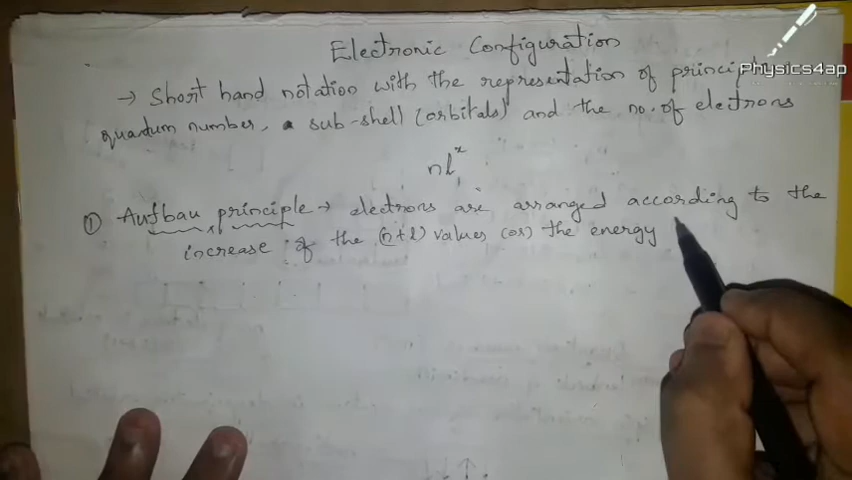 Electronic Configuration
Physics4ap
→ Short hand notation with the representation of
quantum number, sub-shell (orbitals) and the no. of electrons
nlˣ
① Aufbau principle → electrons are arranged according to the
increase of the (n+l) values (or) the energy